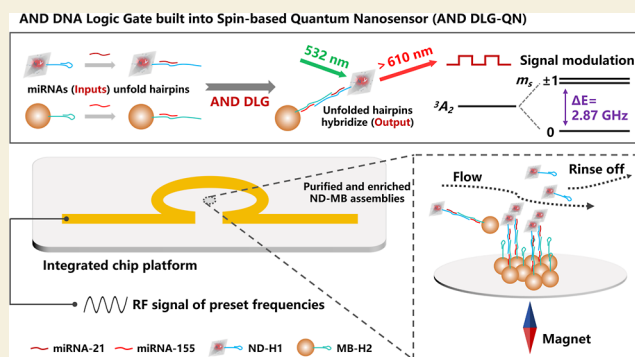 AND DNA Logic Gate built into Spin-based Quantum Nanosensor (AND DLG-QN)
miRNAs (Inputs) unfold hairpins
AND DLG
532 nm
> 610 nm
Unfolded hairpins
hybridize (Output)
Signal modulation
mₛ ±1
³A₂
ΔE=
2.87 GHz
0
Purified and enriched
ND-MB assemblies
Integrated chip platform
RF signal of preset frequencies
Flow
Rinse off
Magnet
miRNA-21 miRNA-155 ND-H1 MB-H2